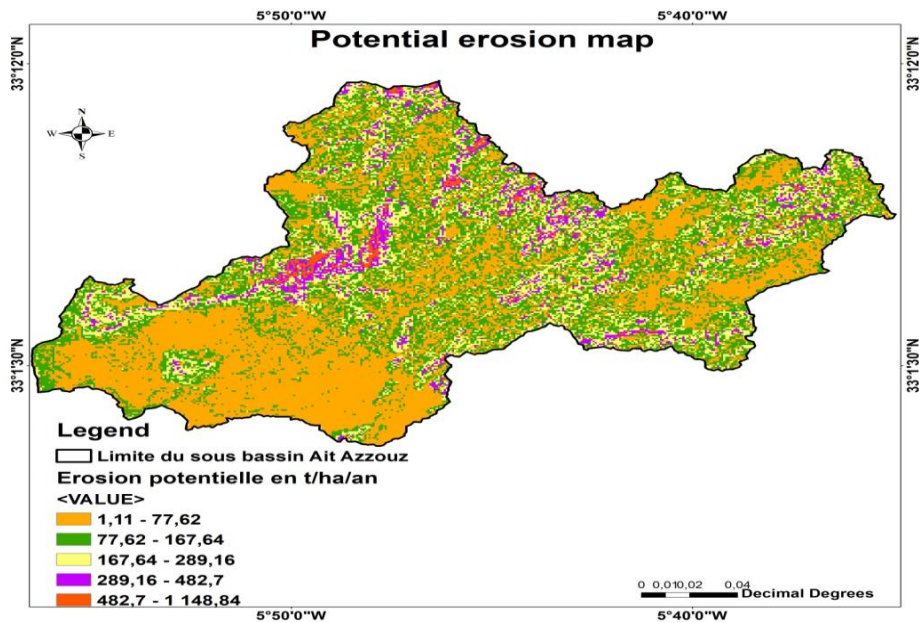 5°50'0"W 5°40'0"W
Potential erosion map
33°12'0"N 33°12'0"N
N
W E
S
33°1'30"N 33°1'30"N
Legend
Limite du sous bassin Ait Azzouz
Erosion potentielle en t/ha/an
<VALUE>
1,11 - 77,62
77,62 - 167,64
167,64 - 289,16
289,16 - 482,7
482,7 - 1 148,84
0 0,010,02 0,04
Decimal Degrees
5°50'0"W 5°40'0"W